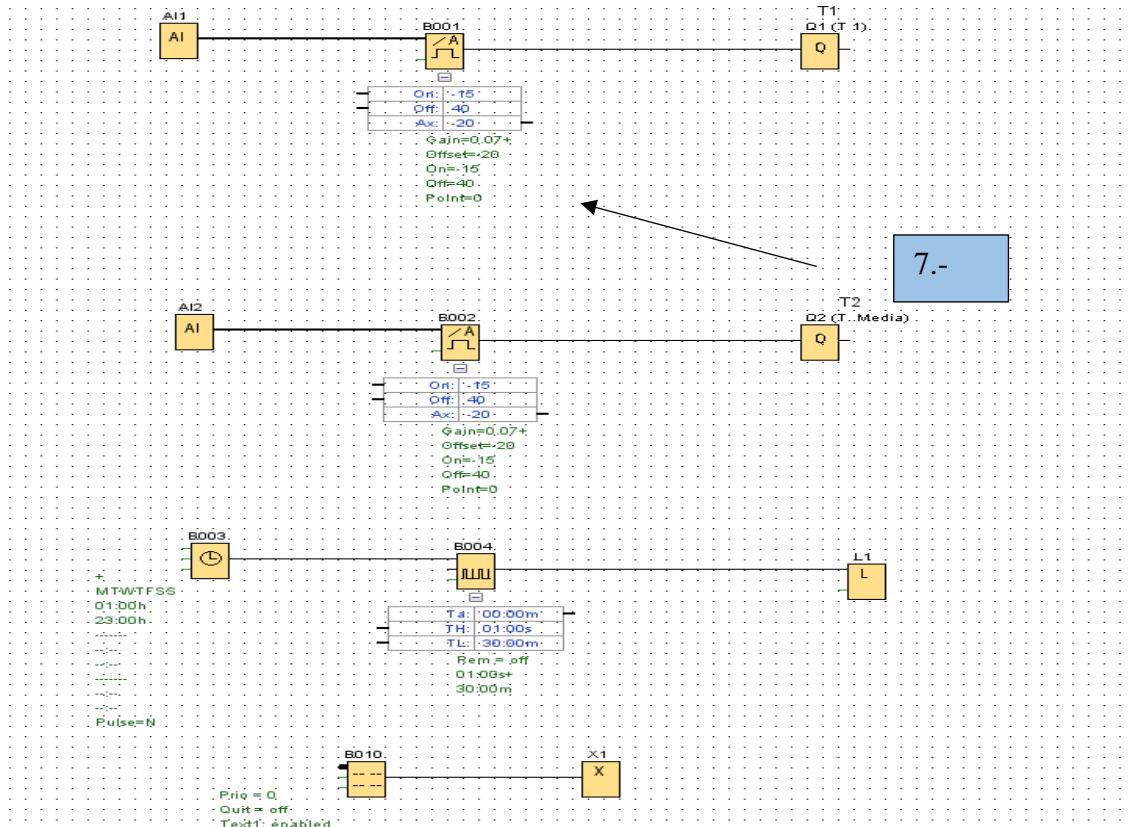 AI1
AI
B001
A
T1
Q1 (T 1)
Q
On: -15
Off: 40
Ax: -20
Gain=0.07+
Offset=-20
On=-15
Off=40
Point=0
7.-
AI2
AI
B002
A
T2
Q2 (T..Media)
Q
On: -15
Off: 40
Ax: -20
Gain=0.07+
Offset=-20
On=-15
Off=40
Point=0
B003
+
MTWTFSS
01:00h
23:00h
-------
--:--
--:--
-------
--:--
--:--
Pulse=N
B004
L1
L
Ta: 00:00m
TH: 01:00s
TL: 30:00m
Rem = off
01:00s+
30:00m
B010
X1
X
Prio = 0
Quit = off
Text1: enabled